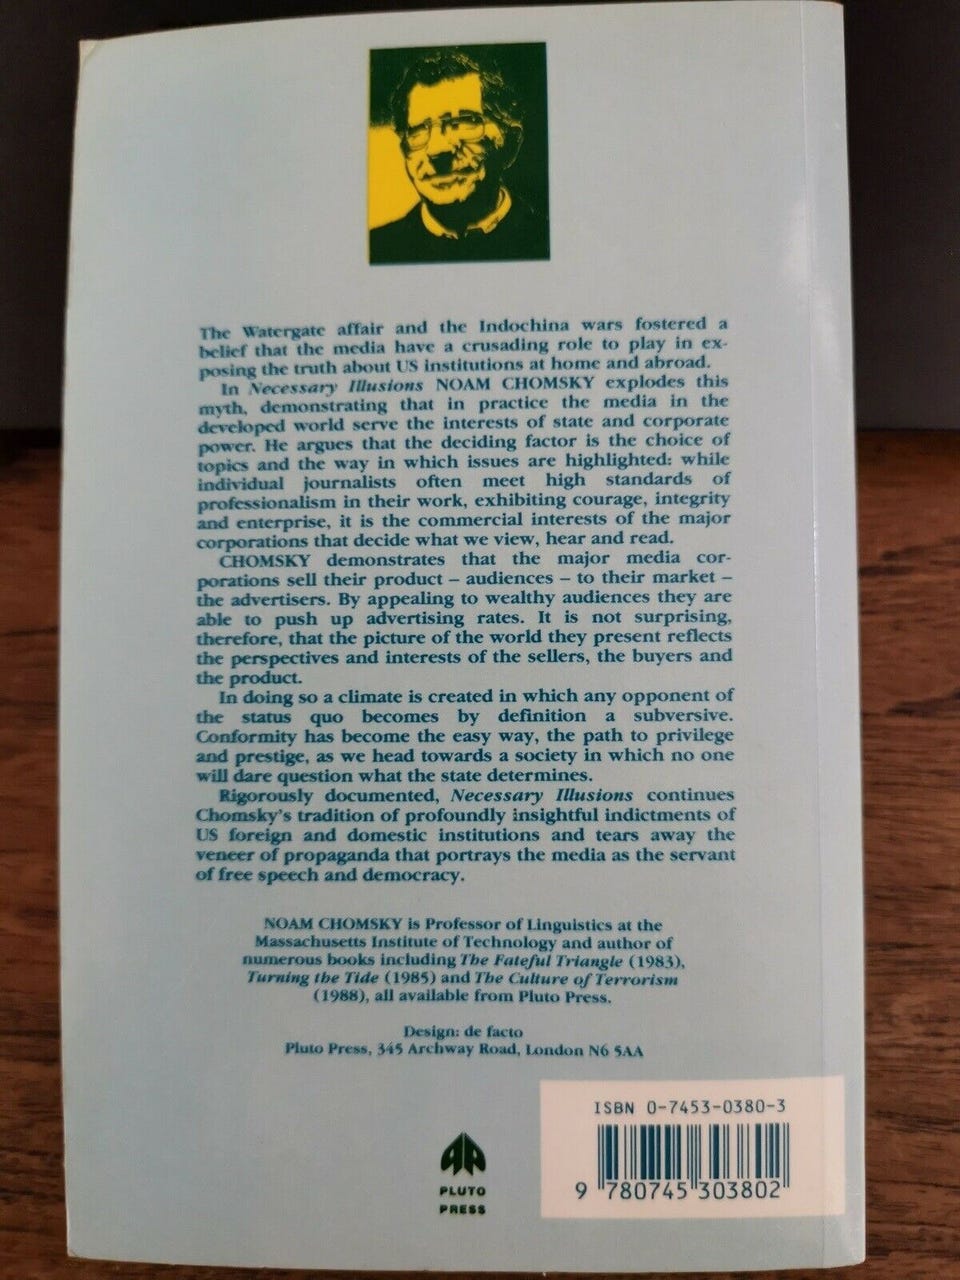 The Watergate affair and the Indochina wars fostered a
belief that the media have a crusading role to play in ex-
posing the truth about US institutions at home and abroad.
In Necessary Illusions NOAM CHOMSKY explodes this
myth, demonstrating that in practice the media in the
developed world serve the interests of state and corporate
power. He argues that the deciding factor is the choice of
topics and the way in which issues are highlighted: while
individual journalists often meet high standards of
professionalism in their work, exhibiting courage, integrity
and enterprise, it is the commercial interests of the major
corporations that decide what we view, hear and read.
CHOMSKY demonstrates that the major media cor-
porations sell their product – audiences – to their market –
the advertisers. By appealing to wealthy audiences they are
able to push up advertising rates. It is not surprising,
therefore, that the picture of the world they present reflects
the perspectives and interests of the sellers, the buyers and
the product.
In doing so a climate is created in which any opponent of
the status quo becomes by definition a subversive.
Conformity has become the easy way, the path to privilege
and prestige, as we head towards a society in which no one
will dare question what the state determines.
Rigorously documented, Necessary Illusions continues
Chomsky's tradition of profoundly insightful indictments of
US foreign and domestic institutions and tears away the
veneer of propaganda that portrays the media as the servant
of free speech and democracy.
NOAM CHOMSKY is Professor of Linguistics at the
Massachusetts Institute of Technology and author of
numerous books including The Fateful Triangle (1983),
Turning the Tide (1985) and The Culture of Terrorism
(1988), all available from Pluto Press.
Design: de facto
Pluto Press, 345 Archway Road, London N6 5AA
ISBN 0-7453-0380-3
9 780745 303802
PLUTO
PRESS